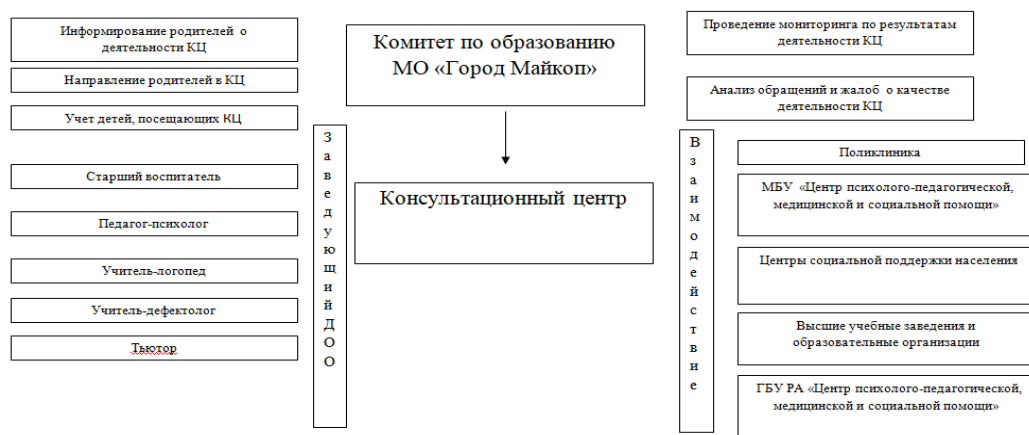 Информирование родителей о
деятельности КЦ
Направление родителей в КЦ
Учет детей, посещающих КЦ
Старший воспитатель
Педагог-психолог
Учитель-логопед
Учитель-дефектолог
Тьютор
Заведующий ДОО
Комитет по образованию
МО «Город Майкоп»
Консультационный центр
Взаимодействие
Проведение мониторинга по результатам
деятельности КЦ
Анализ обращений и жалоб о качестве
деятельности КЦ
Поликлиника
МБУ «Центр психолого-педагогической,
медицинской и социальной помощи»
Центры социальной поддержки населения
Высшие учебные заведения и
образовательные организации
ГБУ РА «Центр психолого-педагогической,
медицинской и социальной помощи»